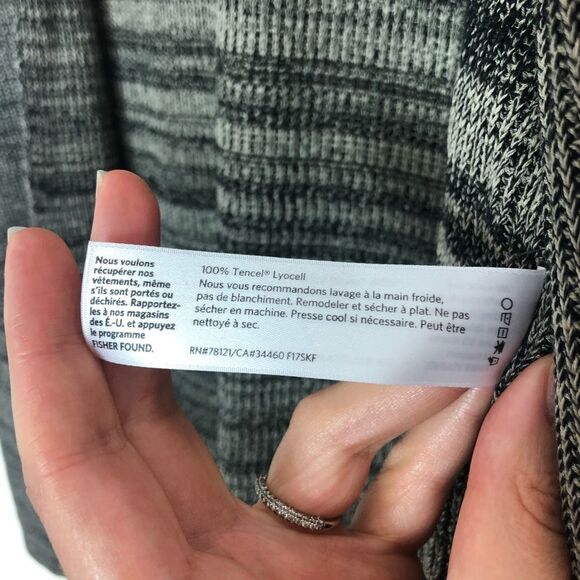 Nous voulons
récupérer nos
vêtements, même
s'ils sont portés ou
déchirés. Rapportez-
les à nos magasins
des É.-U. et appuyez
le programme
FISHER FOUND.
100% Tencel® Lyocell
Nous vous recommandons lavage à la main froide,
pas de blanchiment. Remodeler et sécher à plat. Ne pas
sécher en machine. Presse cool si nécessaire. Peut être
nettoyé à sec.
RN#78121/CA#34460 F17SKF